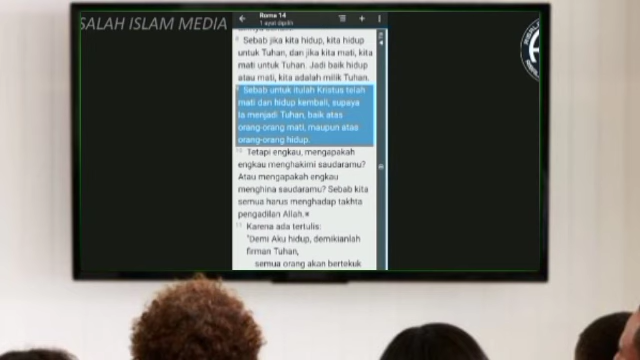 SALAH ISLAM MEDIA
Roma 14
1 ayat dipilih
Sebab jika kita hidup, kita hidup
untuk Tuhan, dan jika kita mati, kita
mati untuk Tuhan. Jadi baik hidup
atau mati, kita adalah milik Tuhan.
Sebab untuk itulah Kristus telah
mati dan hidup kembali, supaya
Ia menjadi Tuhan, baik atas
orang-orang mati, maupun atas
orang-orang hidup.
10 Tetapi engkau, mengapakah
engkau menghakimi saudaramu?
Atau mengapakah engkau
menghina saudaramu? Sebab kita
semua harus menghadap takhta
pengadilan Allah.
11 Karena ada tertulis:
"Demi Aku hidup, demikianlah
firman Tuhan,
semua orang akan bertekuk